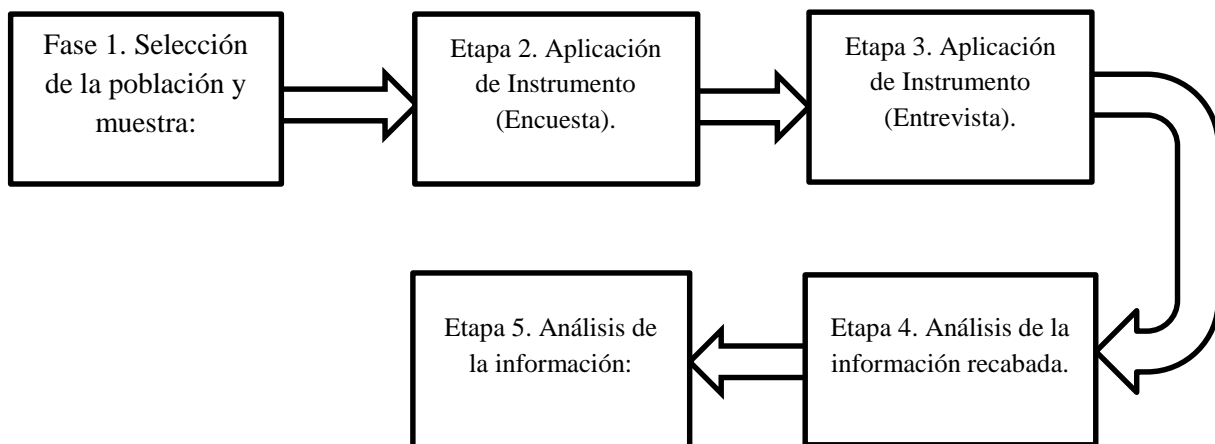 Fase 1. Selección
de la población y
muestra:
Etapa 2. Aplicación
de Instrumento
(Encuesta).
Etapa 3. Aplicación
de Instrumento
(Entrevista).
Etapa 4. Análisis de la
información recabada.
Etapa 5. Análisis de
la información: